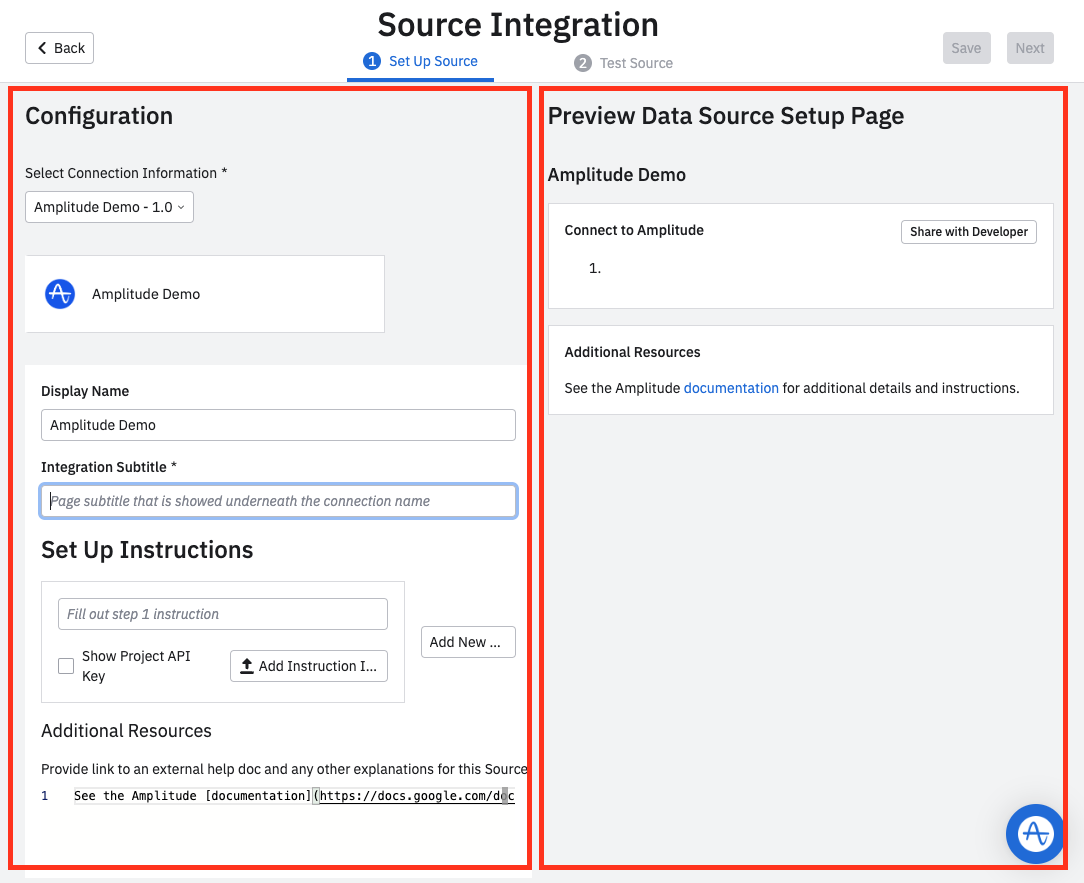 Source Integration
Back
1 Set Up Source
2 Test Source
Save
Next
Configuration
Select Connection Information *
Amplitude Demo - 1.0
Amplitude Demo
Display Name
Amplitude Demo
Integration Subtitle *
Page subtitle that is showed underneath the connection name
Set Up Instructions
Fill out step 1 instruction
Show Project API
Key
Add Instruction I...
Add New ...
Additional Resources
Provide link to an external help doc and any other explanations for this Source
1 See the Amplitude [documentation](https://docs.google.com/doc
Preview Data Source Setup Page
Amplitude Demo
Connect to Amplitude
Share with Developer
1.
Additional Resources
See the Amplitude documentation for additional details and instructions.